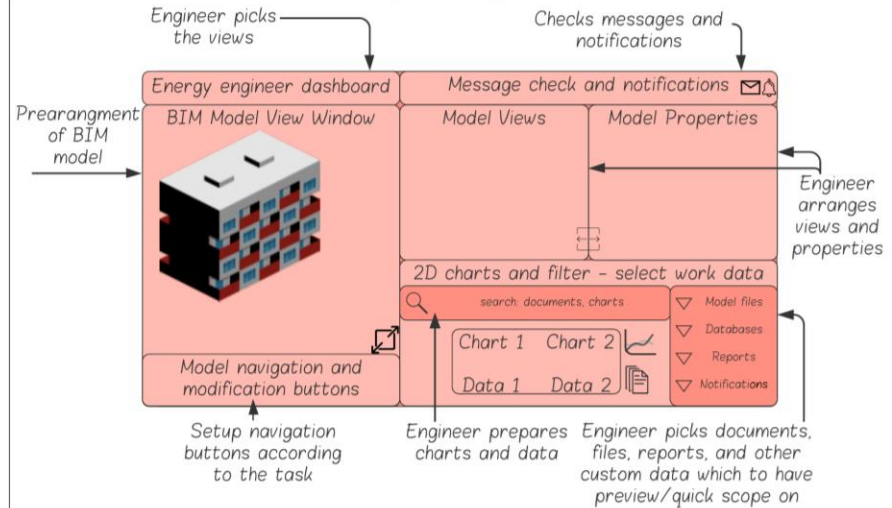 Engineer picks
the views
Checks messages and
notifications
Energy engineer dashboard
Message check and notifications
Prearangment
of BIM
model
BIM Model View Window
Model Views
Model Properties
Engineer
arranges
views and
properties
2D charts and filter - select work data
search: documents, charts
Model files
Databases
Reports
Notifications
Chart 1
Chart 2
Data 1
Data 2
Model navigation and
modification buttons
Setup navigation
buttons according
to the task
Engineer prepares
charts and data
Engineer picks documents,
files, reports, and other
custom data which to have
preview/quick scope on